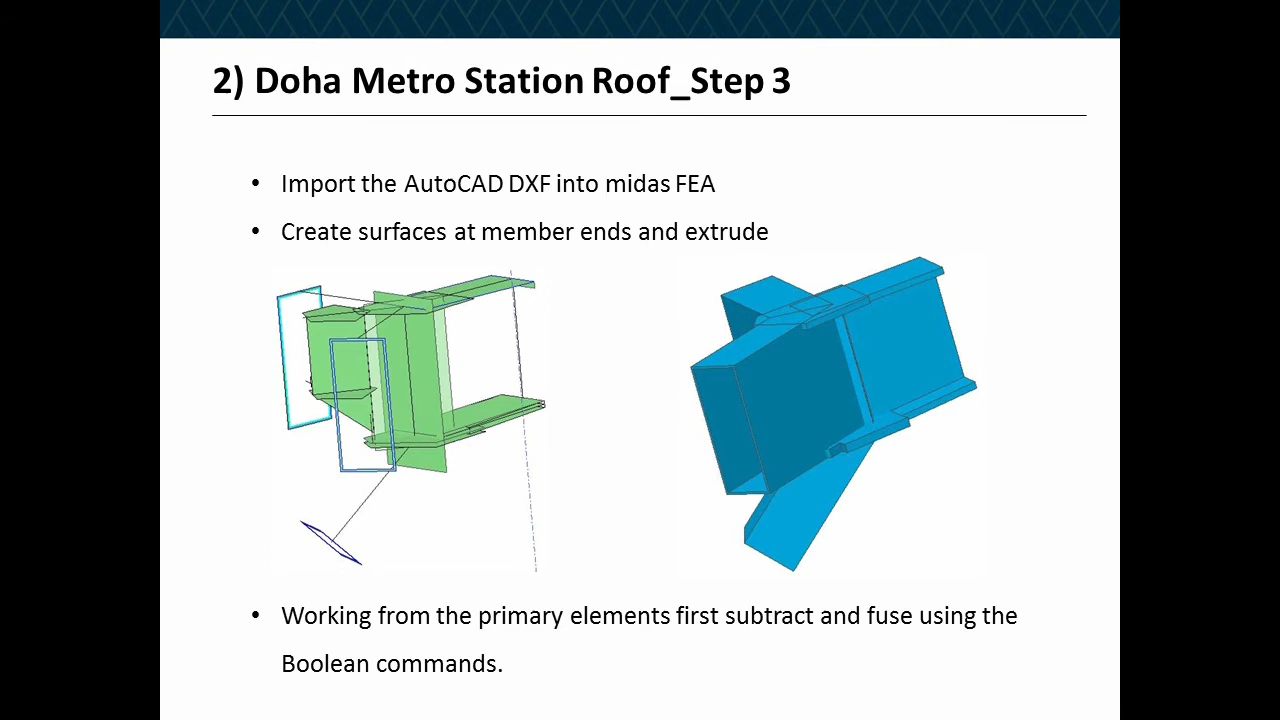 2) Doha Metro Station Roof_Step 3
• Import the AutoCAD DXF into midas FEA
• Create surfaces at member ends and extrude
• Working from the primary elements first subtract and fuse using the
Boolean commands.